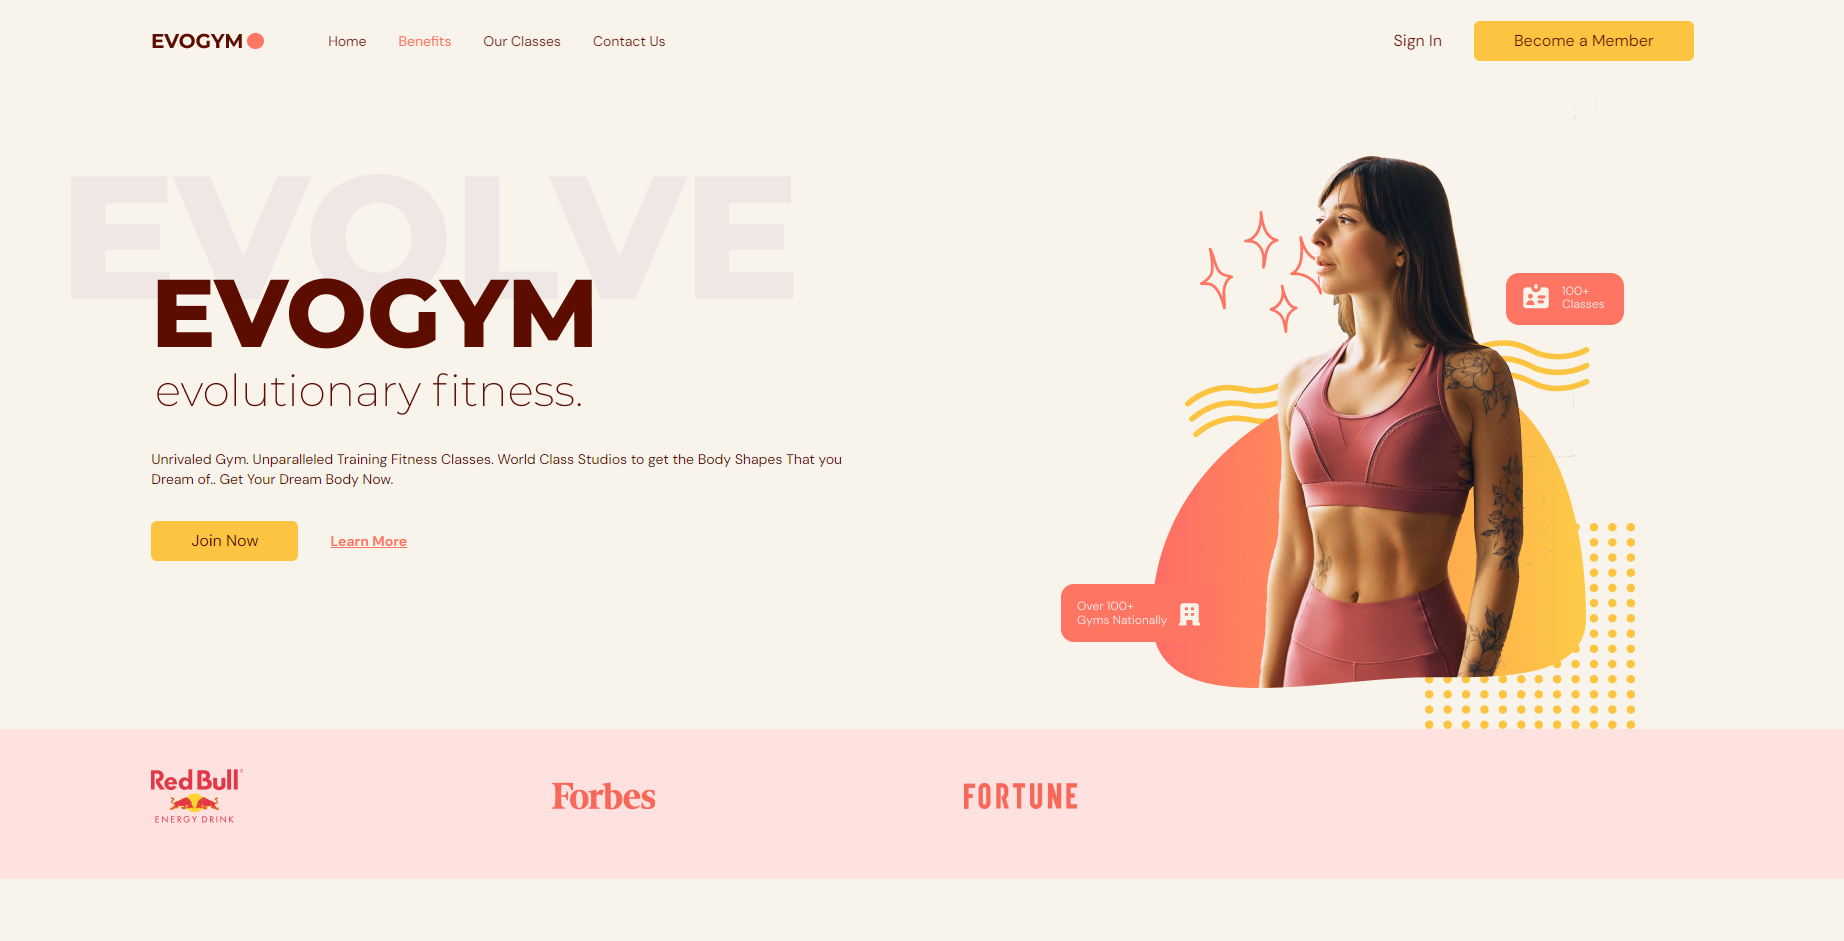 EVOGYM
Home Benefits Our Classes Contact Us
Sign In Become a Member
EVOLVE
EVOGYM
evolutionary fitness.
Unrivaled Gym. Unparalleled Training Fitness Classes. World Class Studios to get the Body Shapes That you
Dream of.. Get Your Dream Body Now.
Join Now Learn More
100+
Classes
Over 100+
Gyms Nationally
Red Bull
ENERGY DRINK
Forbes
FORTUNE